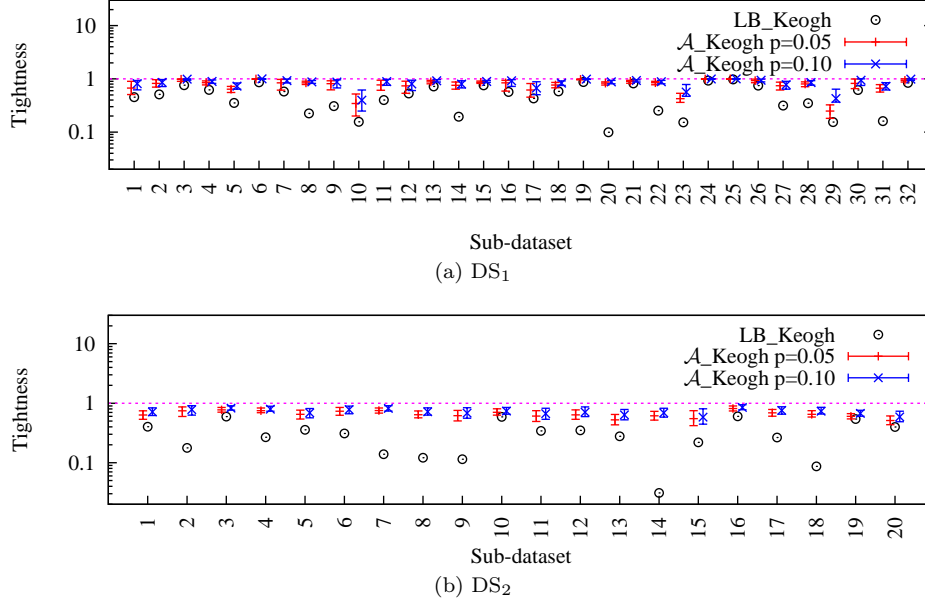 LB_Keogh
𝒜_Keogh p=0.05
𝒜_Keogh p=0.10
10
1
0.1
Tightness
1 2 3 4 5 6 7 8 9 10 11 12 13 14 15 16 17 18 19 20 21 22 23 24 25 26 27 28 29 30 31 32
Sub-dataset
(a) DS₁
LB_Keogh
𝒜_Keogh p=0.05
𝒜_Keogh p=0.10
10
1
0.1
Tightness
1 2 3 4 5 6 7 8 9 10 11 12 13 14 15 16 17 18 19 20
Sub-dataset
(b) DS₂